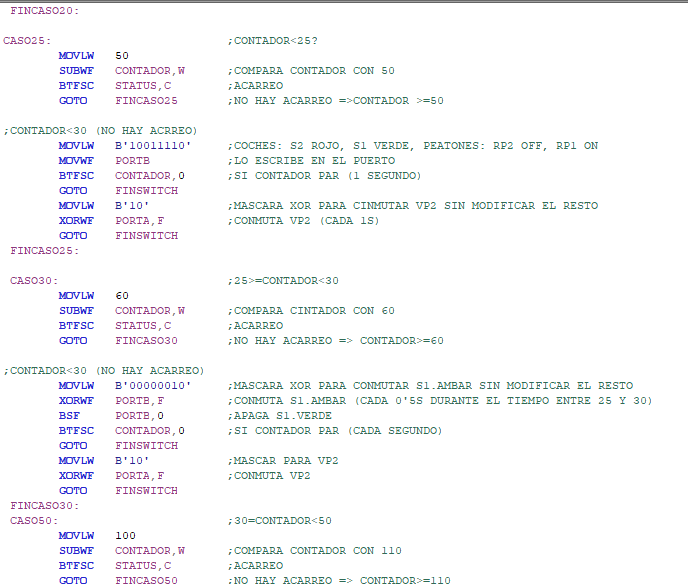 FINCASO20:
CASO25: ;CONTADOR<25?
MOVLW 50
SUBWF CONTADOR,W ;COMPARA CONTADOR CON 50
BTFSC STATUS,C ;ACARREO
GOTO FINCASO25 ;NO HAY ACARREO =>CONTADOR >=50
;CONTADOR<30 (NO HAY ACRREO)
MOVLW B'10011110' ;COCHES: S2 ROJO, S1 VERDE, PEATONES: RP2 OFF, RP1 ON
MOVWF PORTB ;LO ESCRIBE EN EL PUERTO
BTFSC CONTADOR,0 ;SI CONTADOR PAR (1 SEGUNDO)
GOTO FINSWITCH
MOVLW B'10' ;MASCARA XOR PARA CINMUTAR VP2 SIN MODIFICAR EL RESTO
XORWF PORTA,F ;CONMUTA VP2 (CADA 1S)
GOTO FINSWITCH
FINCASO25:
CASO30: ;25>=CONTADOR<30
MOVLW 60
SUBWF CONTADOR,W ;COMPARA CINTADOR CON 60
BTFSC STATUS,C ;ACARREO
GOTO FINCASO30 ;NO HAY ACARREO => CONTADOR>=60
;CONTADOR<30 (NO HAY ACARREO)
MOVLW B'00000010' ;MASCARA XOR PARA CONMUTAR S1.AMBAR SIN MODIFICAR EL RESTO
XORWF PORTB,F ;CONMUTA S1.AMBAR (CADA 0'5S DURANTE EL TIEMPO ENTRE 25 Y 30)
BSF PORTB,0 ;APAGA S1.VERDE
BTFSC CONTADOR,0 ;SI CONTADOR PAR (CADA SEGUNDO)
GOTO FINSWITCH
MOVLW B'10' ;MASCAR PARA VP2
XORWF PORTA,F ;CONMUTA VP2
GOTO FINSWITCH
FINCASO30:
CASO50: ;30=CONTADOR<50
MOVLW 100
SUBWF CONTADOR,W ;COMPARA CONTADOR CON 110
BTFSC STATUS,C ;ACARREO
GOTO FINCASO50 ;NO HAY ACARREO => CONTADOR>=110